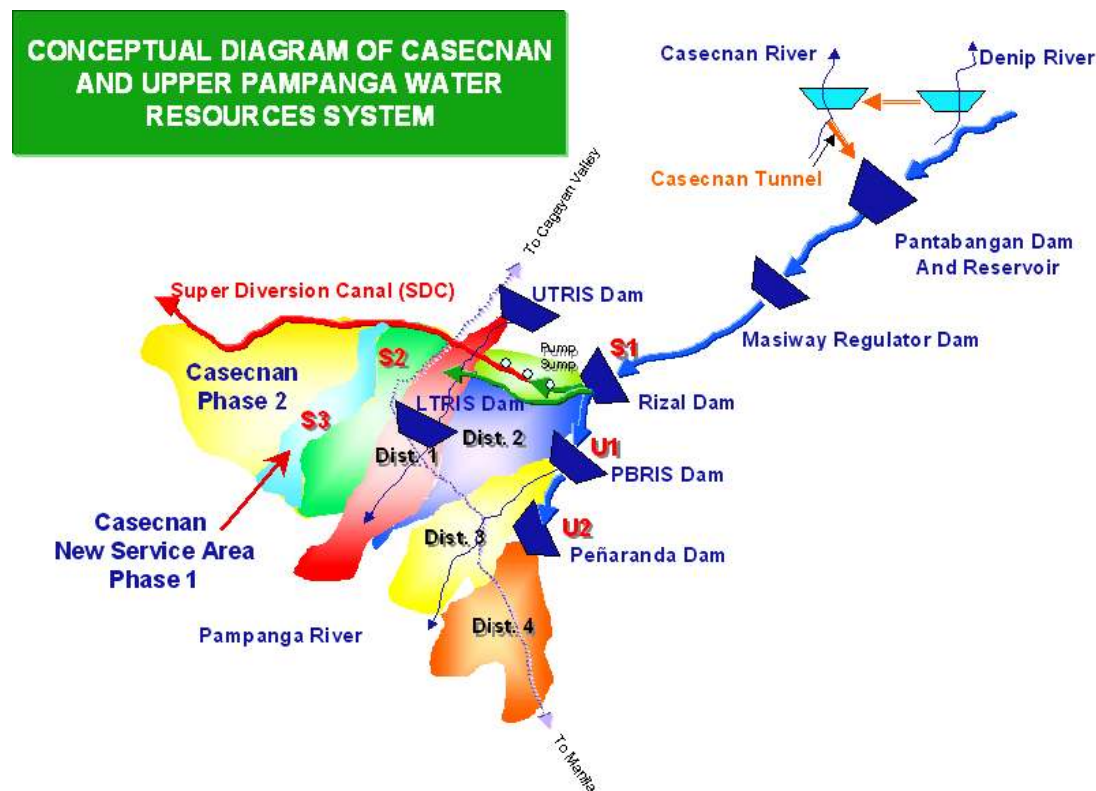 CONCEPTUAL DIAGRAM OF CASECNAN
AND UPPER PAMPANGA WATER
RESOURCES SYSTEM
Casecnan River
Denip River
Casecnan Tunnel
Pantabangan Dam
And Reservoir
To Cagayan Valley
Super Diversion Canal (SDC)
UTRIS Dam
Masiway Regulator Dam
Pump
Sump
S1
S2
Casecnan
Phase 2
LTRIS Dam
Rizal Dam
S3
Dist. 1
Dist. 2
U1
PBRIS Dam
Casecnan
New Service Area
Phase 1
Dist. 3
U2
Peñaranda Dam
Pampanga River
Dist. 4
To Manila